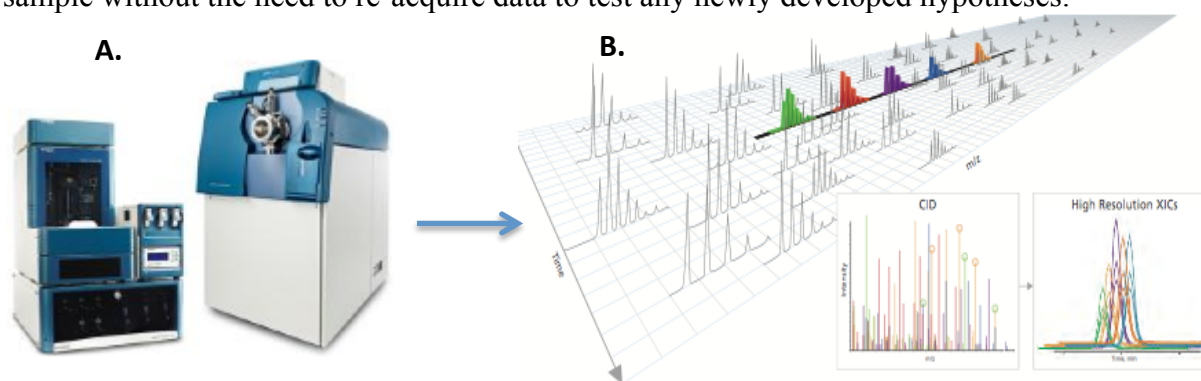 sample without the need to re-acquire data to test any newly developed hypotheses.
A.
B.
m/z
Time
CID
High Resolution XICs
Intensity
m/z
Time, min